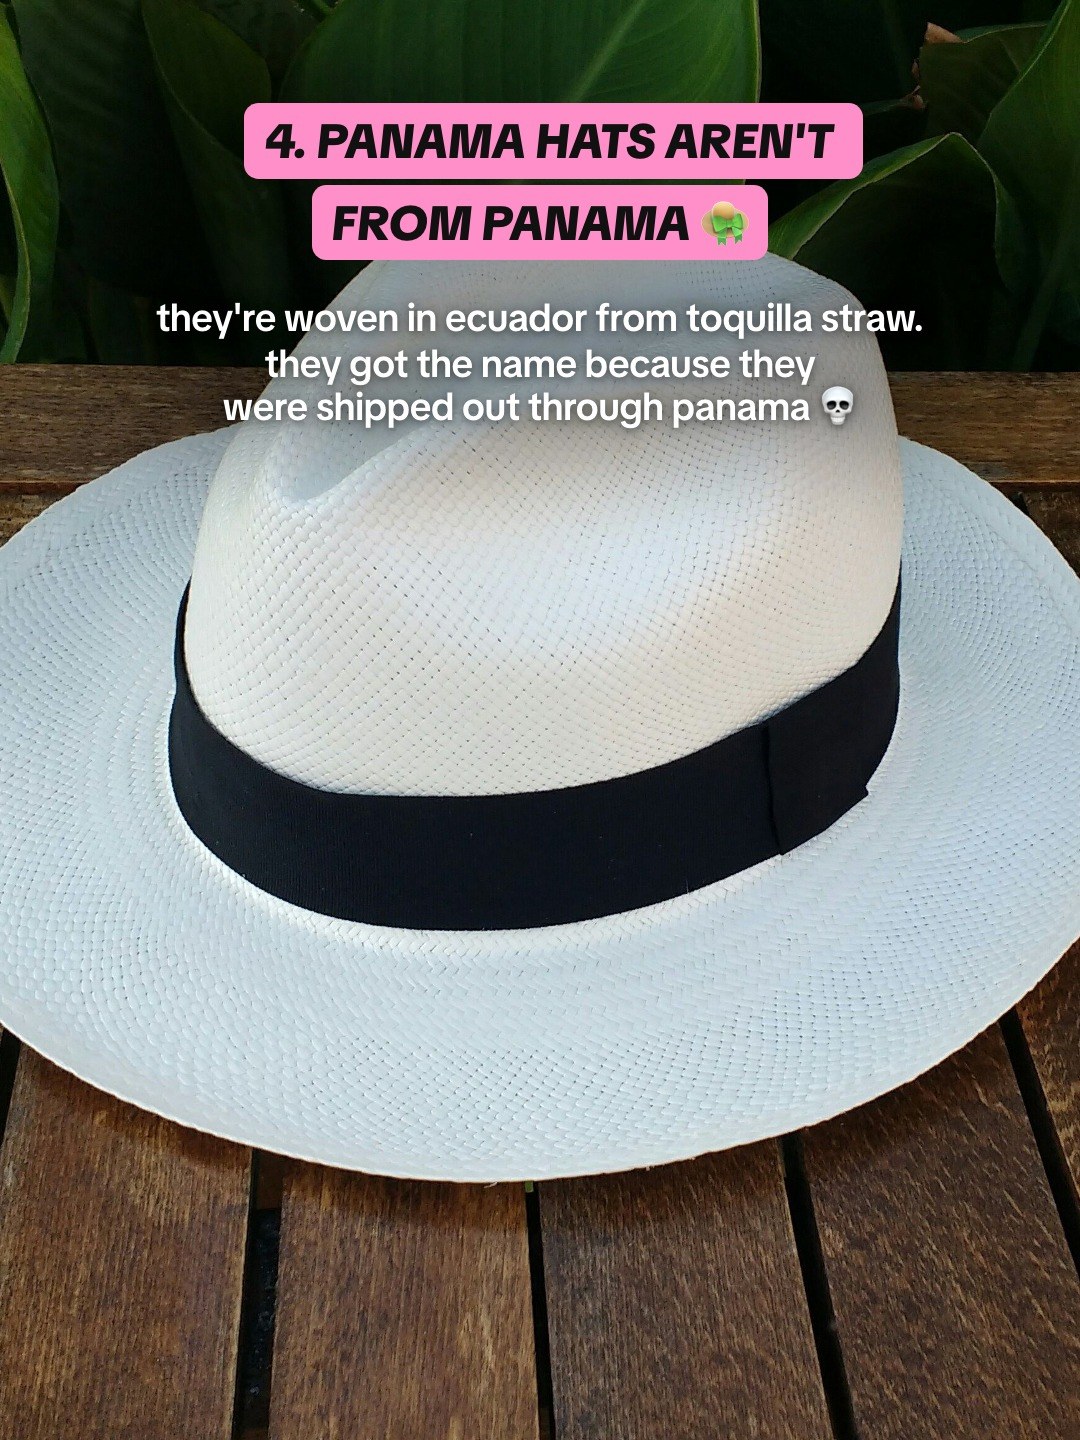 4. PANAMA HATS AREN'T
FROM PANAMA 👒
they're woven in ecuador from toquilla straw.
they got the name because they
were shipped out through panama 💀